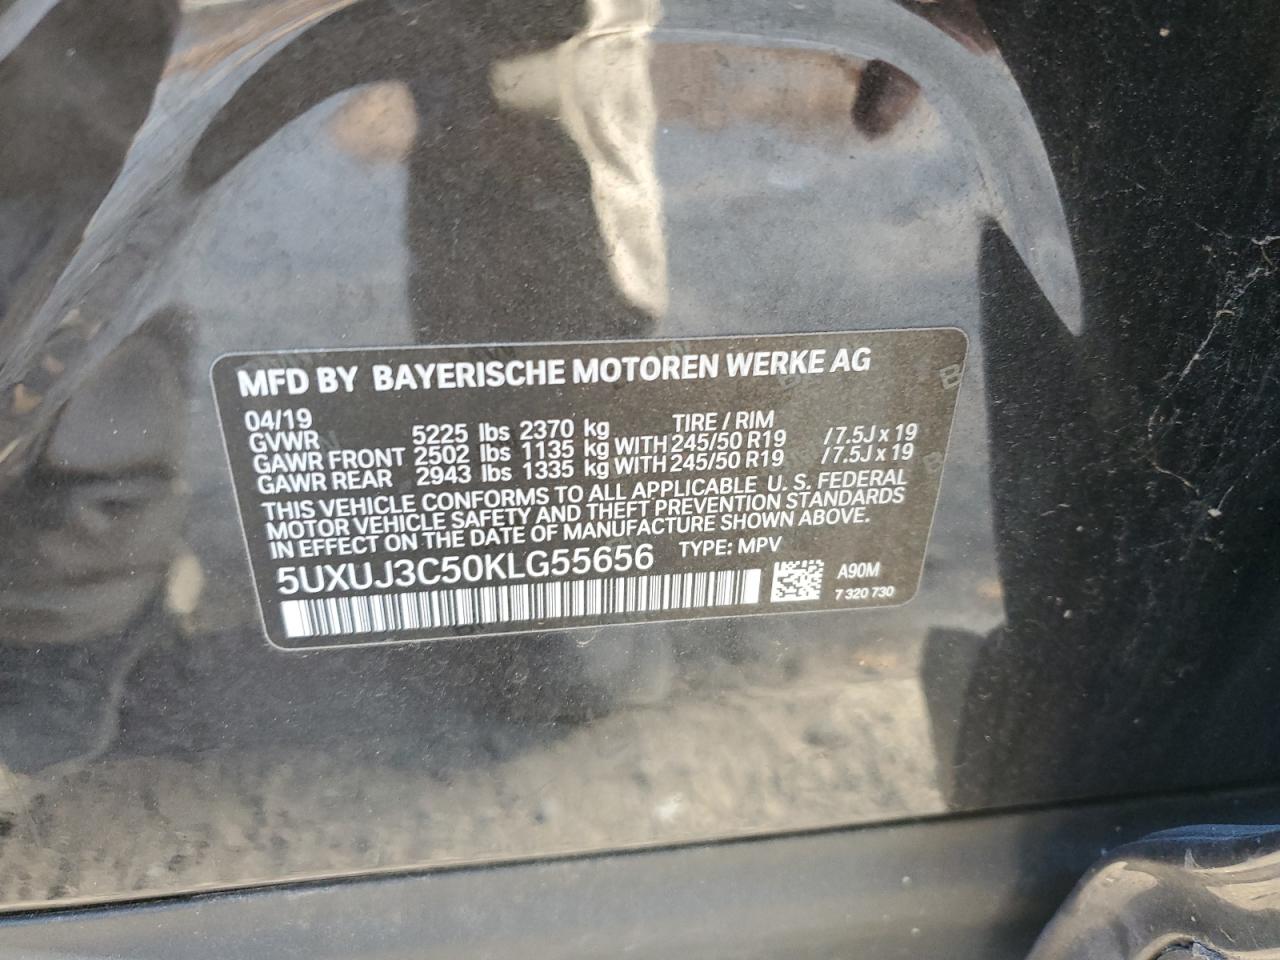 MFD BY BAYERISCHE MOTOREN WERKE AG
04/19
GVWR 5225 lbs 2370 kg TIRE / RIM
GAWR FRONT 2502 lbs 1135 kg WITH 245/50 R19 / 7.5J x 19
GAWR REAR 2943 lbs 1335 kg WITH 245/50 R19 / 7.5J x 19
THIS VEHICLE CONFORMS TO ALL APPLICABLE U. S. FEDERAL
MOTOR VEHICLE SAFETY AND THEFT PREVENTION STANDARDS
IN EFFECT ON THE DATE OF MANUFACTURE SHOWN ABOVE.
5UXUJ3C50KLG55656 TYPE: MPV
A90M
7 320 730